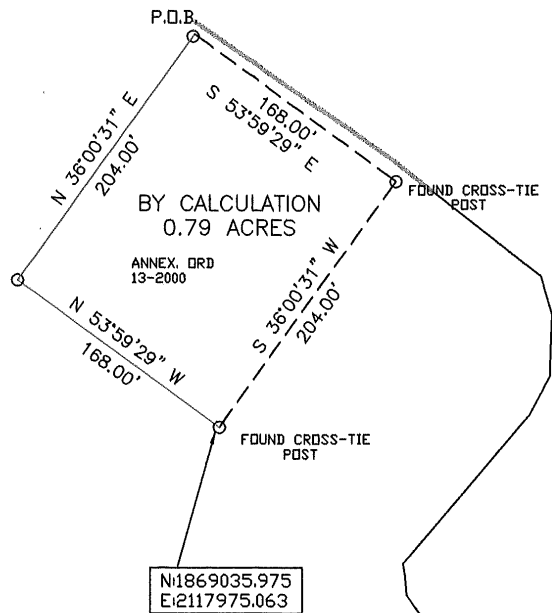 P.O.B.
168.00'
S 53°59'29" E
N 36°00'31" E
204.00'
FOUND CROSS-TIE
POST
BY CALCULATION
0.79 ACRES
ANNEX. ORD
13-2000
S 36°00'31" W
204.00'
N 53°59'29" W
168.00'
FOUND CROSS-TIE
POST
N:1869035.975
E:2117975.063